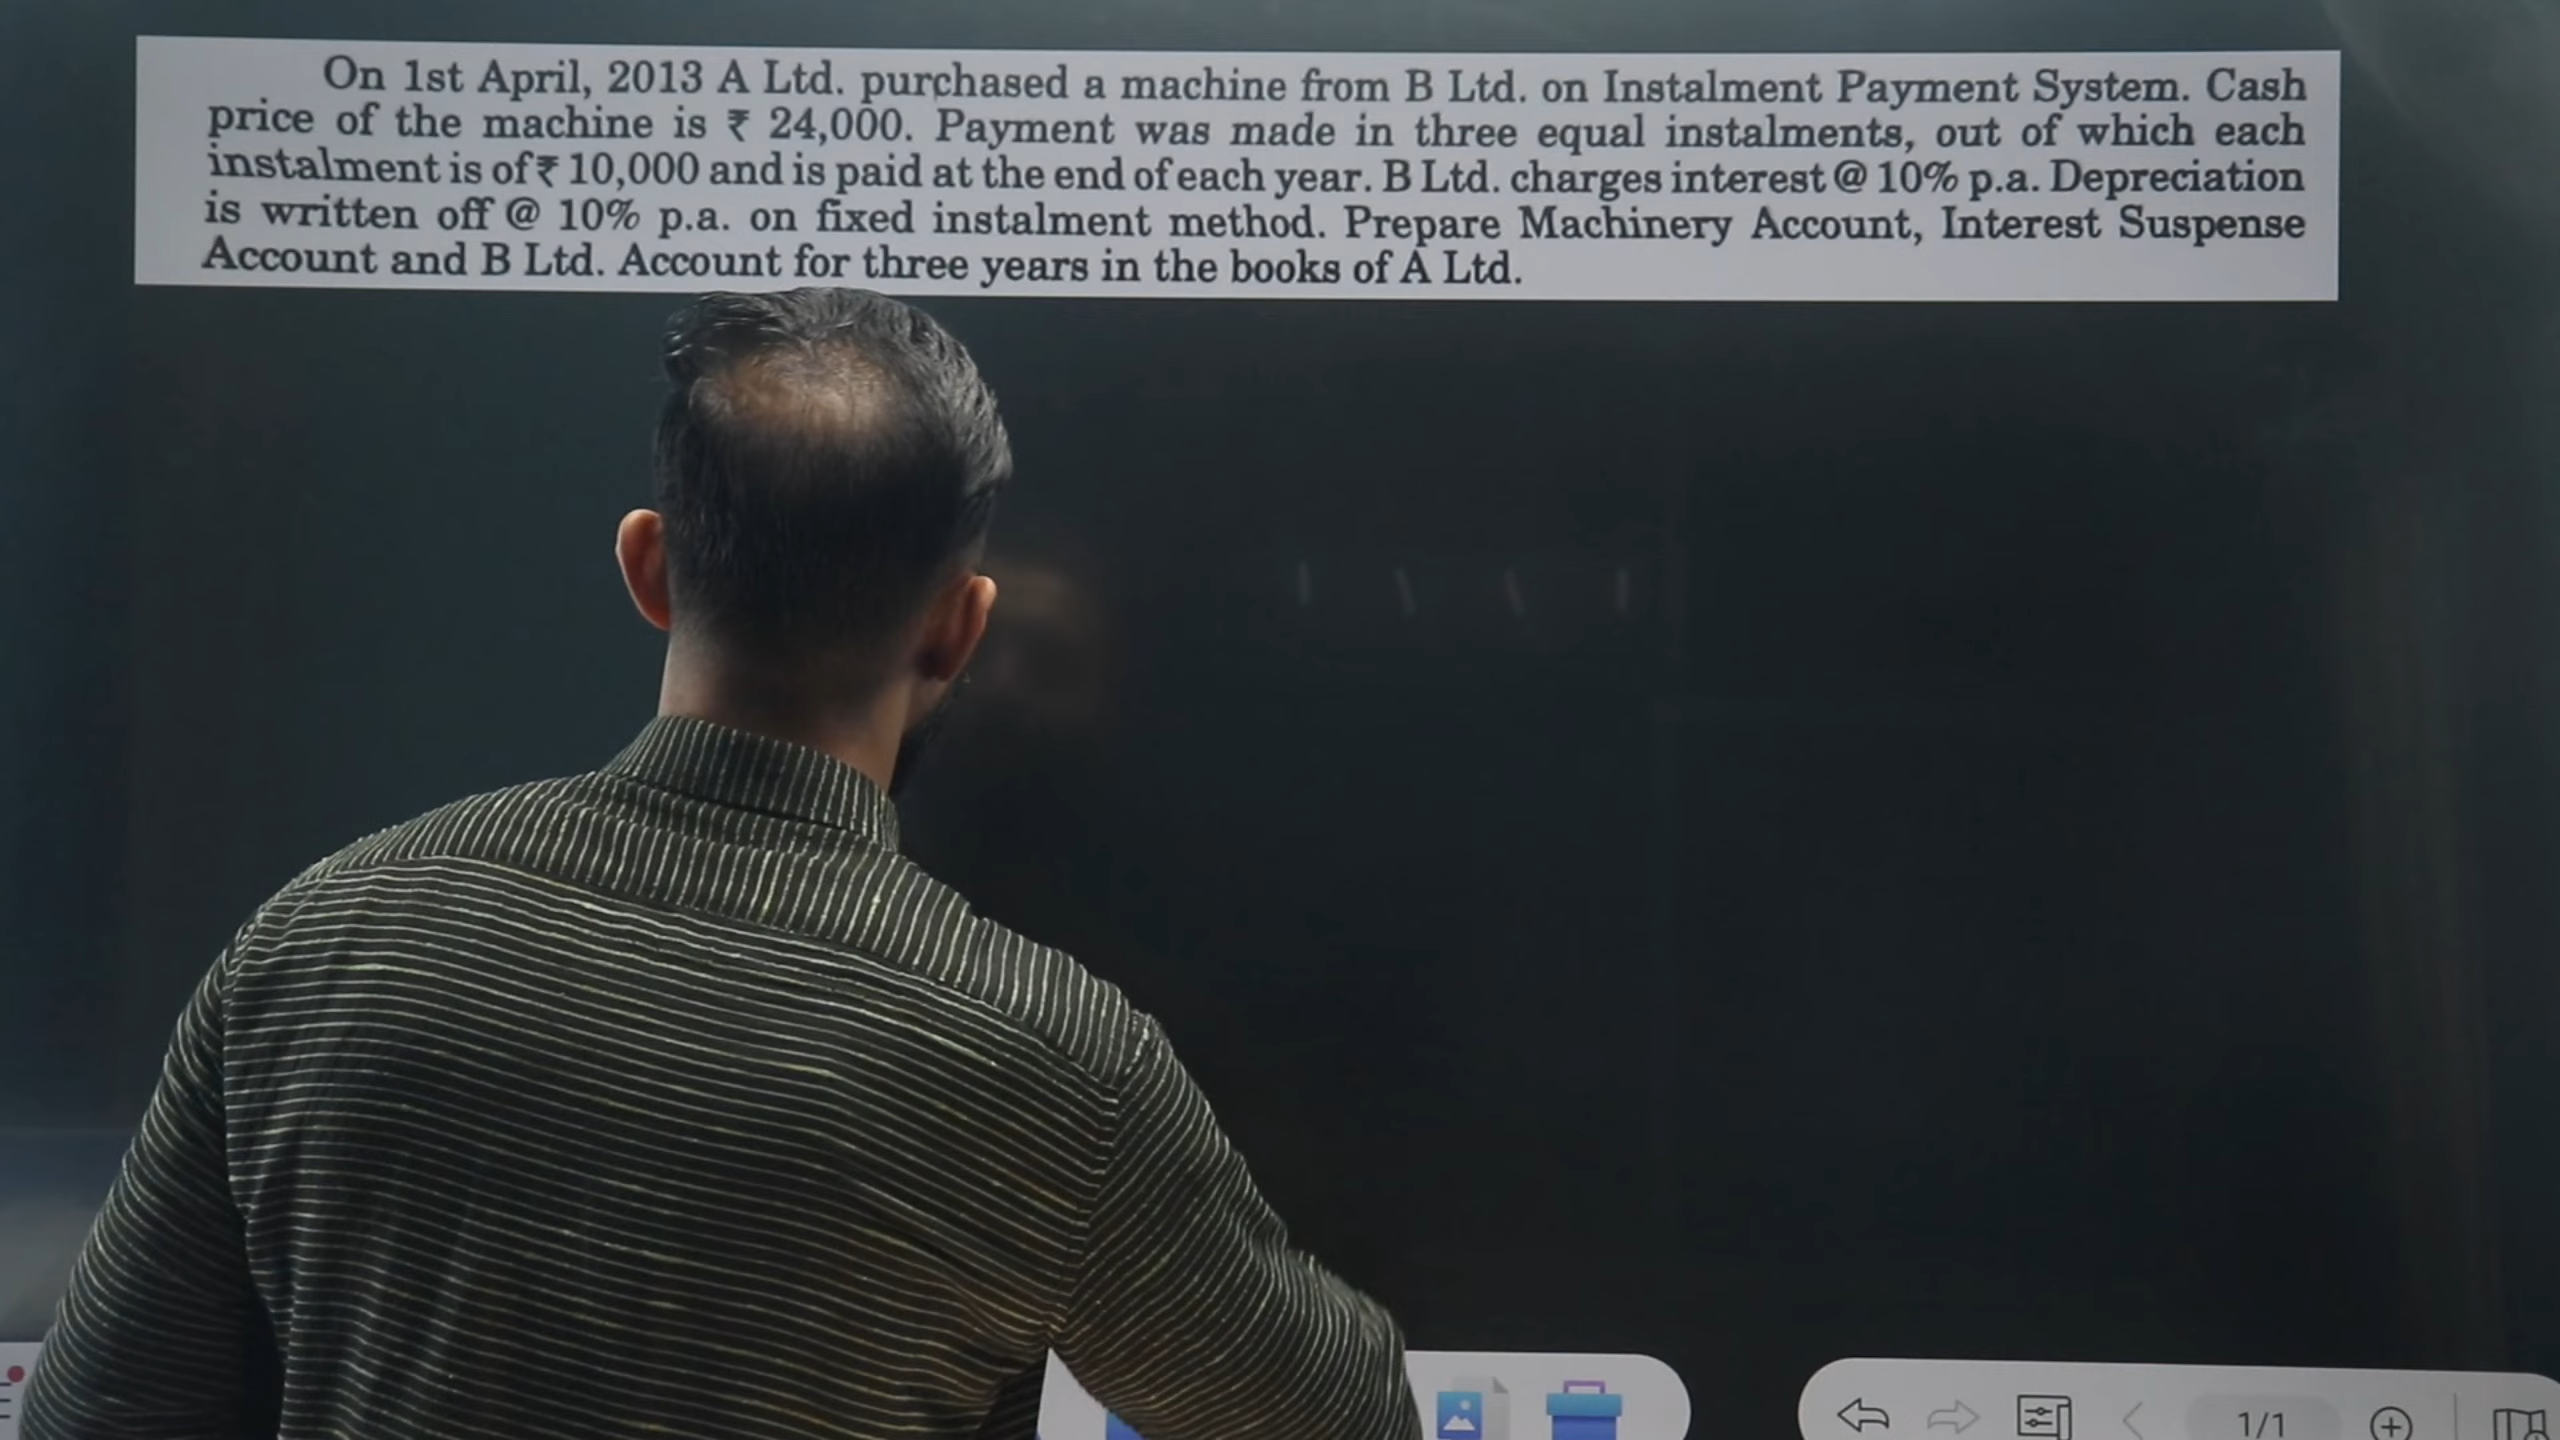 On 1st April, 2013 A Ltd. purchased a machine from B Ltd. on Instalment Payment System. Cash
price of the machine is ₹ 24,000. Payment was made in three equal instalments, out of which each
instalment is of ₹ 10,000 and is paid at the end of each year. B Ltd. charges interest @ 10% p.a. Depreciation
is written off @ 10% p.a. on fixed instalment method. Prepare Machinery Account, Interest Suspense
Account and B Ltd. Account for three years in the books of A Ltd.
1/1